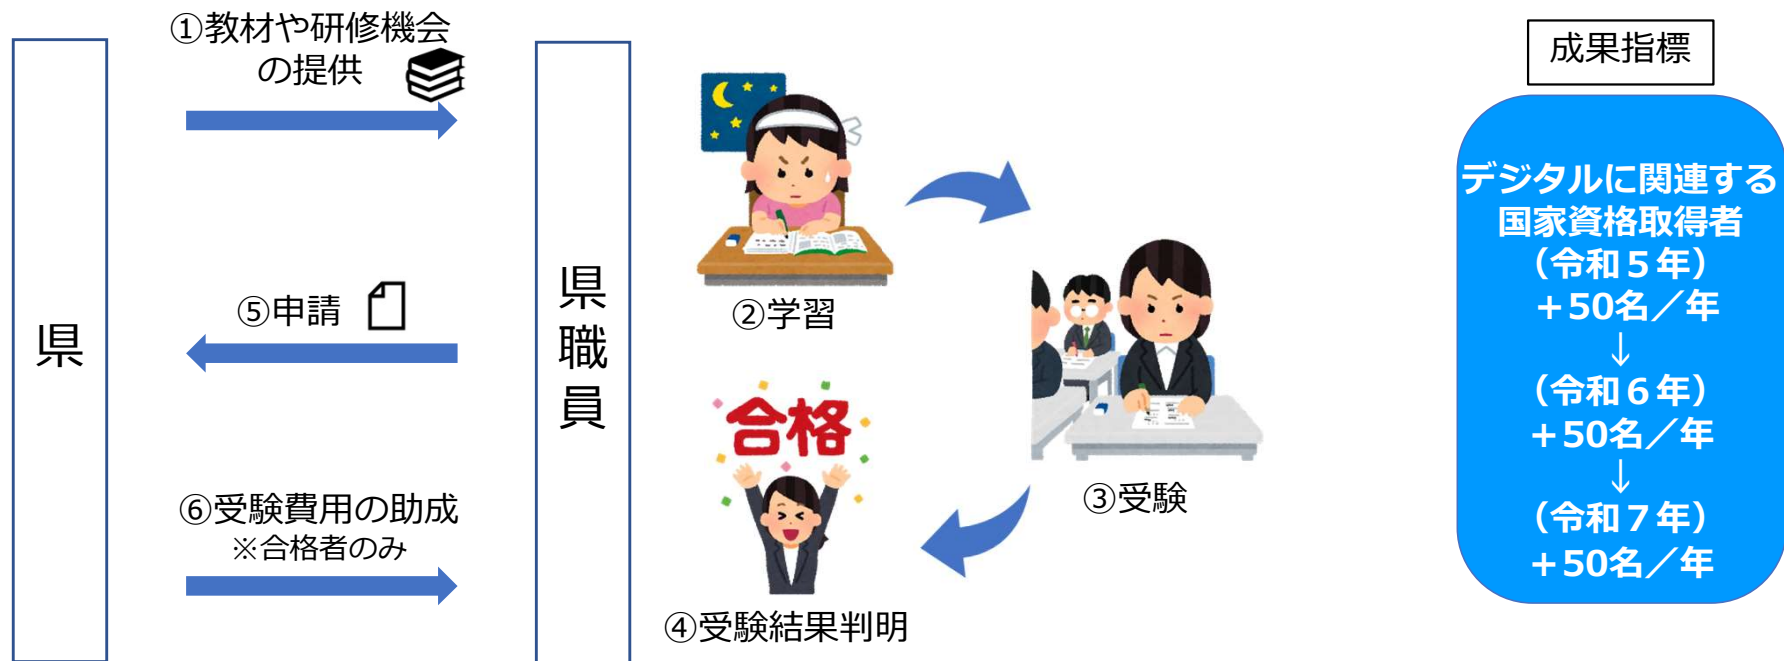 ①教材や研修機会
の提供
県
⑤申請
⑥受験費用の助成
※合格者のみ
県職員
②学習
③受験
合格
④受験結果判明
成果指標
デジタルに関連する
国家資格取得者
（令和５年）
＋50名／年
↓
（令和６年）
＋50名／年
↓
（令和７年）
＋50名／年